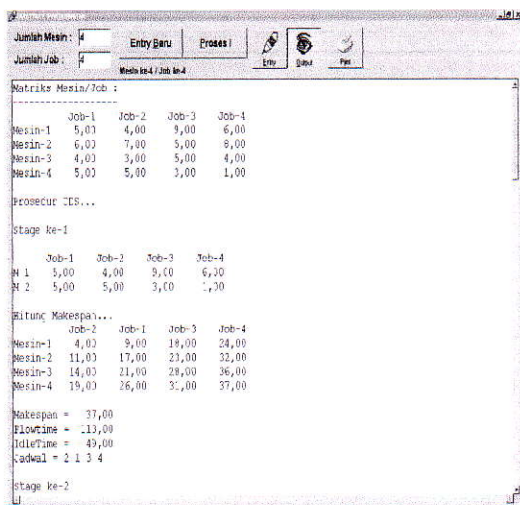 Jumlah Mesin : 4
Jumlah Job : 4
Entry Baru
Proses !
Mesin ke-4 / Job ke-4
Entry
Output
Print
Matriks Mesin/Job :
--------------------
Job-1 Job-2 Job-3 Job-4
Mesin-1 5,00 4,00 9,00 6,00
Mesin-2 6,00 7,00 5,00 8,00
Mesin-3 4,00 3,00 5,00 4,00
Mesin-4 5,00 5,00 3,00 1,00
Prosedur CDS...
Stage ke-1
Job-1 Job-2 Job-3 Job-4
M 1 5,00 4,00 9,00 6,00
M 2 5,00 5,00 3,00 1,00
Hitung Makespan...
Job-2 Job-1 Job-3 Job-4
Mesin-1 4,00 9,00 18,00 24,00
Mesin-2 11,00 17,00 23,00 32,00
Mesin-3 14,00 21,00 28,00 36,00
Mesin-4 19,00 26,00 31,00 37,00
Makespan = 37,00
Flowtime = 113,00
IdleTime = 49,00
Jadwal = 2 1 3 4
Stage ke-2